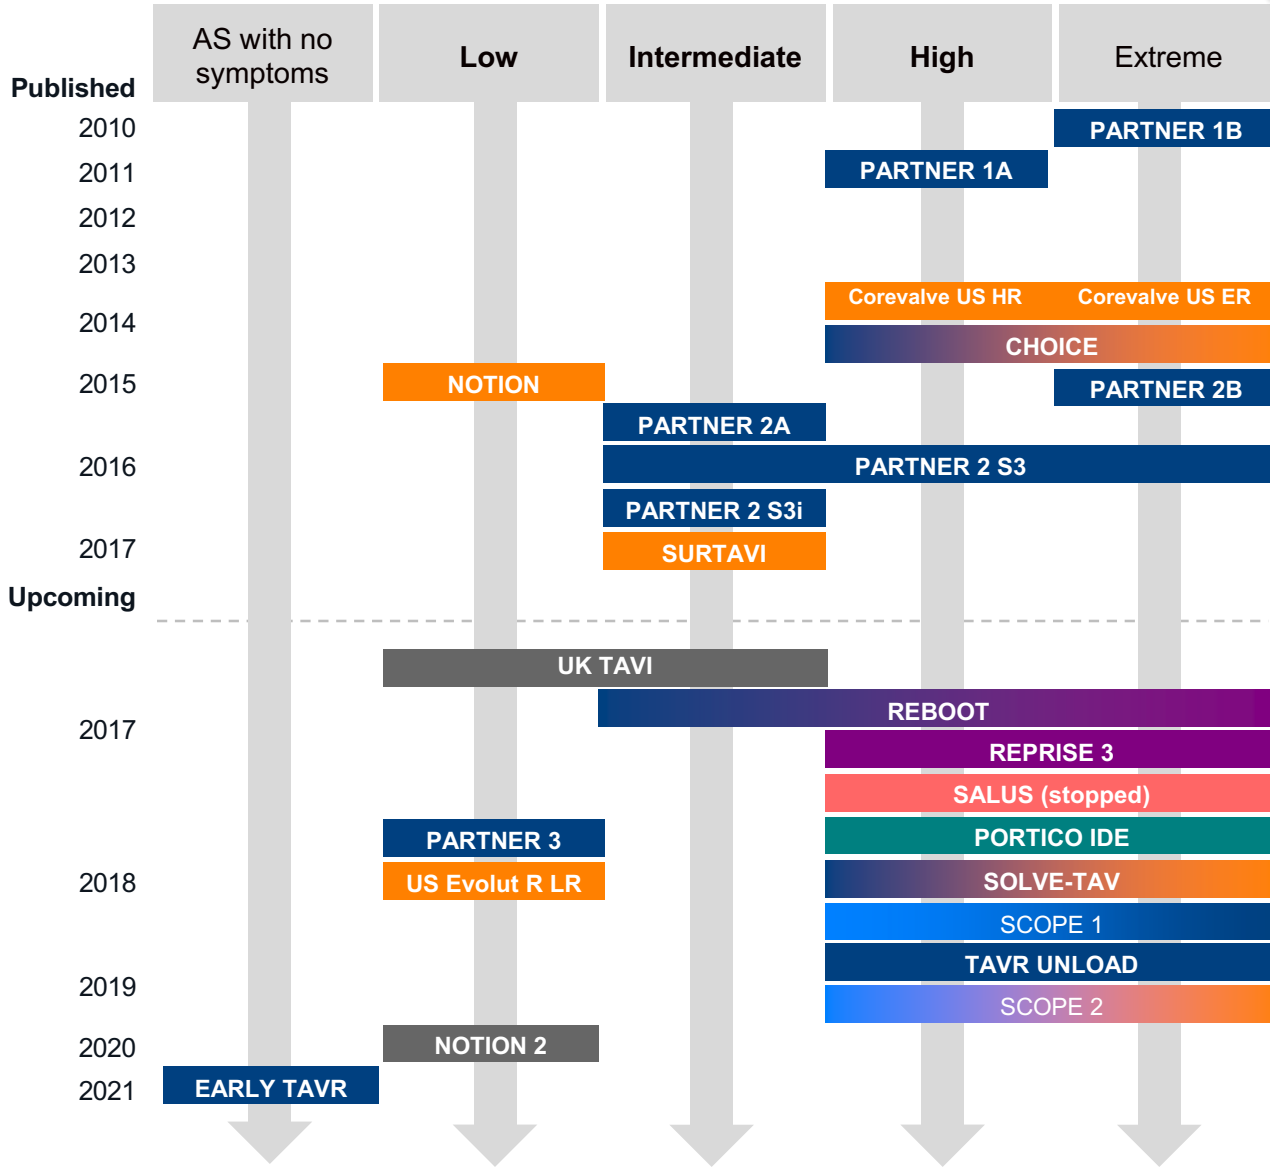 AS with no
symptoms
Low
Intermediate
High
Extreme
Published
2010
PARTNER 1B
2011
PARTNER 1A
2012
2013
Corevalve US HR
Corevalve US ER
2014
CHOICE
2015
NOTION
PARTNER 2B
PARTNER 2A
2016
PARTNER 2 S3
PARTNER 2 S3i
2017
SURTAVI
Upcoming
UK TAVI
REBOOT
2017
REPRISE 3
SALUS (stopped)
PARTNER 3
PORTICO IDE
2018
US Evolut R LR
SOLVE-TAV
SCOPE 1
TAVR UNLOAD
2019
SCOPE 2
2020
NOTION 2
2021
EARLY TAVR